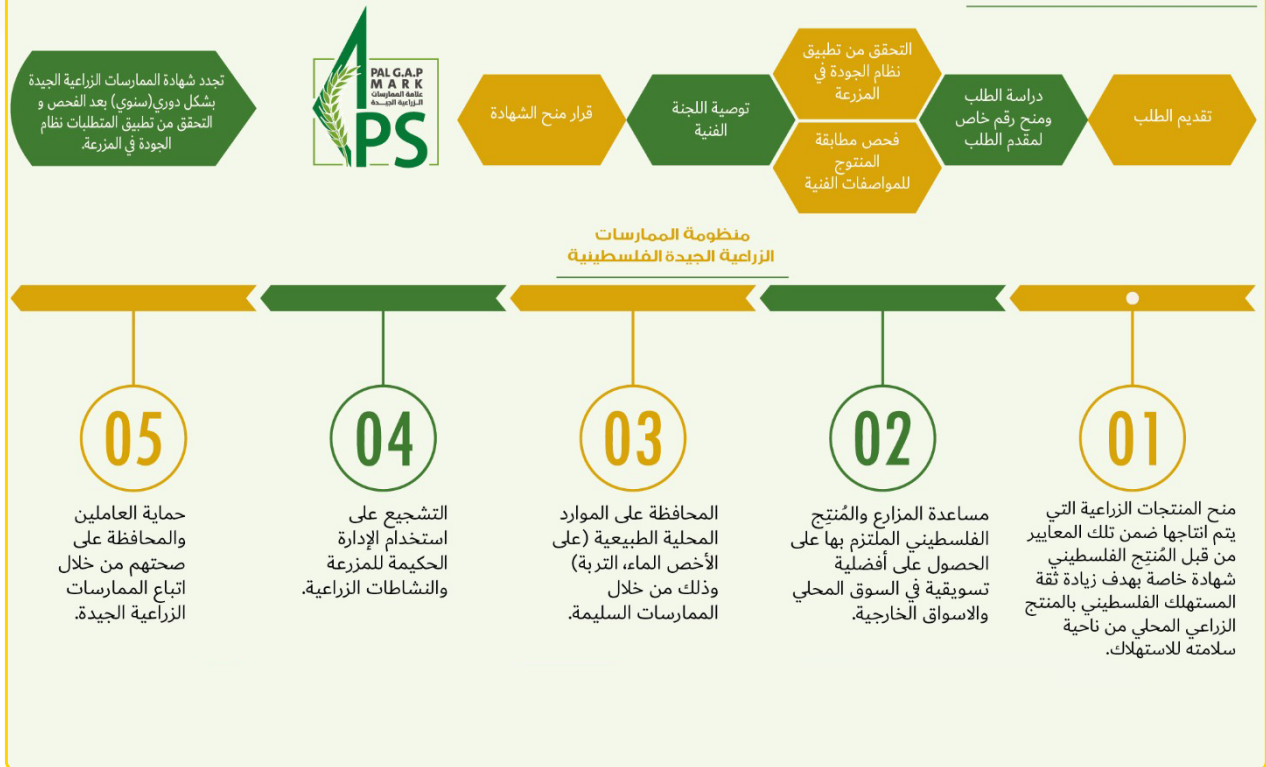 تقديم الطلب
دراسة الطلب
ومنح رقم خاص
لمقدم الطلب
التحقق من تطبيق
نظام الجودة في
المزرعة
فحص مطابقة
المنتوج
للمواصفات الفنية
توصية اللجنة
الفنية
قرار منح الشهادة
PAL G.A.P
MARK
علامة الممارسات
الـزراعية الجيــدة
PS
تجدد شهادة الممارسات الزراعية الجيدة
بشكل دوري(سنوي) بعد الفحص و
التحقق من تطبيق المتطلبات نظام
الجودة في المزرعة.
منظومة الممارسات
الزراعية الجيدة الفلسطينية
01
منح المنتجات الزراعية التي
يتم انتاجها ضمن تلك المعايير
من قبل المُنتِج الفلسطيني
شهادة خاصة بهدف زيادة ثقة
المستهلك الفلسطيني بالمنتج
الزراعي المحلي من ناحية
سلامته للاستهلاك.
02
مساعدة المزارع والمُنتِج
الفلسطيني الملتزم بها على
الحصول على أفضلية
تسويقية في السوق المحلي
والاسواق الخارجية.
03
المحافظة على الموارد
المحلية الطبيعية (على
الأخص الماء، التربة)
وذلك من خلال
الممارسات السليمة.
04
التشجيع على
استخدام الإدارة
الحكيمة للمزرعة
والنشاطات الزراعية.
05
حماية العاملين
والمحافظة على
صحتهم من خلال
اتباع الممارسات
الزراعية الجيدة.